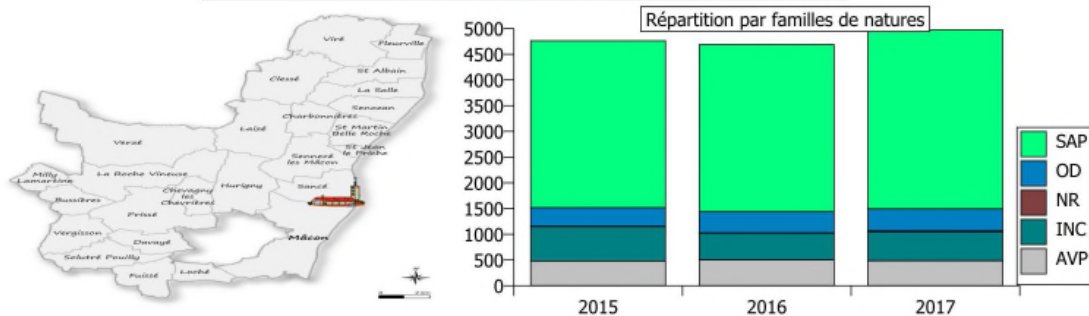 Répartition par familles de natures
Viré
Fleurville
Clessé
St Albain
La Salle
Senozan
Charbonnières
Laizé
St Martin
Belle Roche
St Jean
le Priche
Verzé
Senneçé
les Mâcon
Milly
Lamartine
La Roche Vineuse
Hurigny
Sancé
Chevagny
les
Chevrières
Bussières
Prissé
Mâcon
Vergisson
Davayé
Solutré Pouilly
Fuissé
Loché
5000
4500
4000
3500
3000
2500
2000
1500
1000
500
0
2015
2016
2017
SAP
OD
NR
INC
AVP